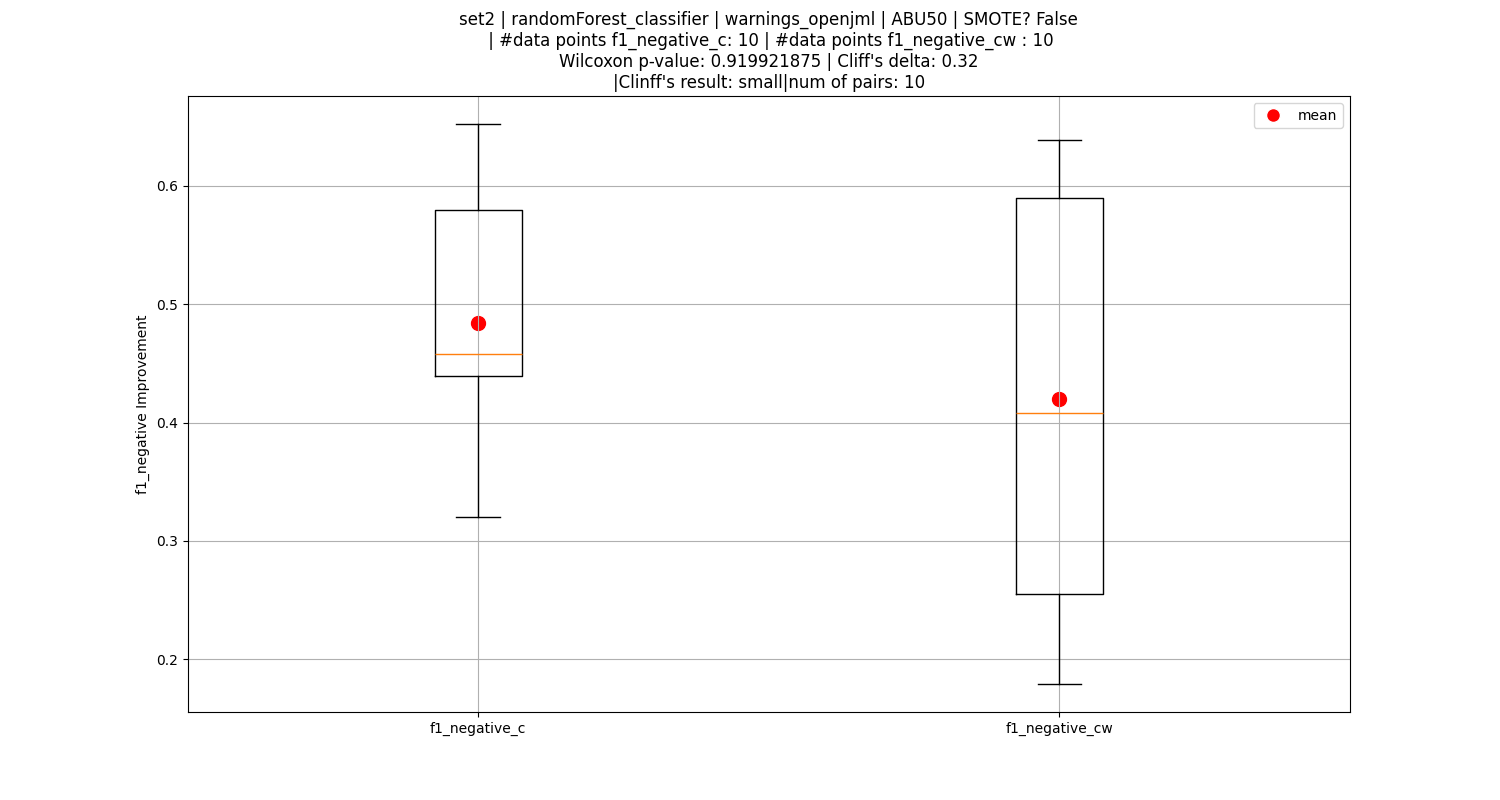 set2 | randomForest_classifier | warnings_openjml | ABU50 | SMOTE? False
| #data points f1_negative_c: 10 | #data points f1_negative_cw : 10
Wilcoxon p-value: 0.919921875 | Cliff's delta: 0.32
|Clinff's result: small|num of pairs: 10
mean
0.6
0.5
0.4
0.3
0.2
f1_negative Improvement
f1_negative_c
f1_negative_cw